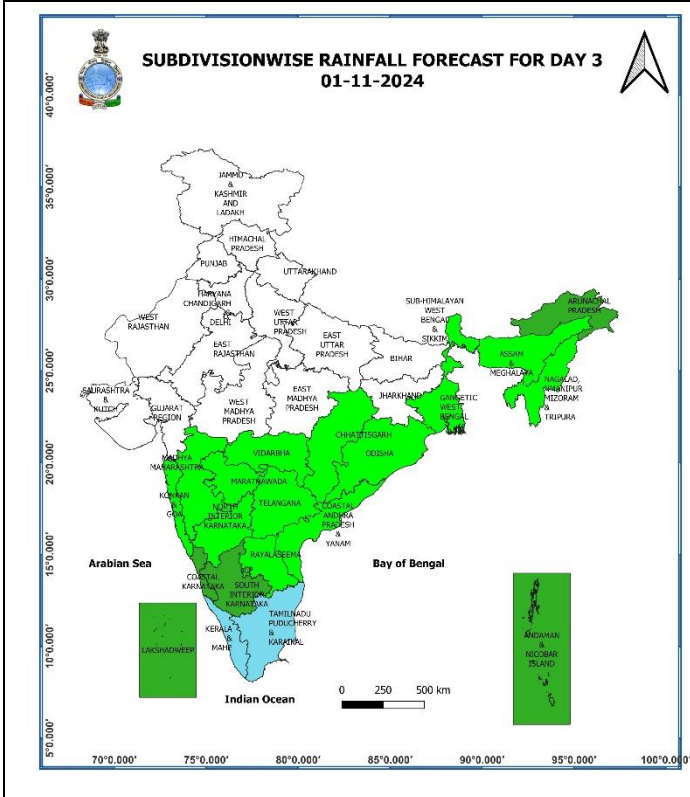 SUBDIVISIONWISE RAINFALL FORECAST FOR DAY 3
01-11-2024
40°0.000'
35°0.000'
30°0.000'
25°0.000'
20°0.000'
15°0.000'
10°0.000'
5°0.000'
JAMMU
&
KASHMIR
AND
LADAKH
HIMACHAL
PRADESH
PUNJAB
UTTARAKHAND
HARYANA
CHANDIGARH
&
DELHI
WEST
RAJASTHAN
WEST
UTTAR
PRADESH
EAST
RAJASTHAN
EAST
UTTAR
PRADESH
SUB-HIMALAYAN
WEST
BENGAL
&
SIKKIM
ARUNACHAL
PRADESH
BIHAR
ASSAM
&
MEGHALAYA
NAGALAD,
MANIPUR
MIZORAM
&
TRIPURA
SAURASHTRA
&
KUTCH
GUJARAT
REGION
WEST
MADHYA
PRADESH
EAST
MADHYA
PRADESH
JHARKHAND
GANGETIC
WEST
BENGAL
CHHATTISGARH
ODISHA
VIDARBHA
MADHYA
MAHARASHTRA
MARATHWADA
KONKAN
&
GOA
NORTH
INTERIOR
KARNATAKA
TELANGANA
COASTAL
ANDHRA
PRADESH
&
YANAM
RAYALASEEMA
Arabian Sea
Bay of Bengal
COASTAL
KARNATAKA
SOUTH
INTERIOR
KARNATAKA
TAMILNADU
PUDUCHERRY
&
KARAIKAL
KERALA
&
MAHE
LAKSHADWEEP
ANDAMAN
&
NICOBAR
ISLAND
Indian Ocean
0 250 500 km
70°0.000' 75°0.000' 80°0.000' 85°0.000' 90°0.000' 95°0.000' 100°0.000'